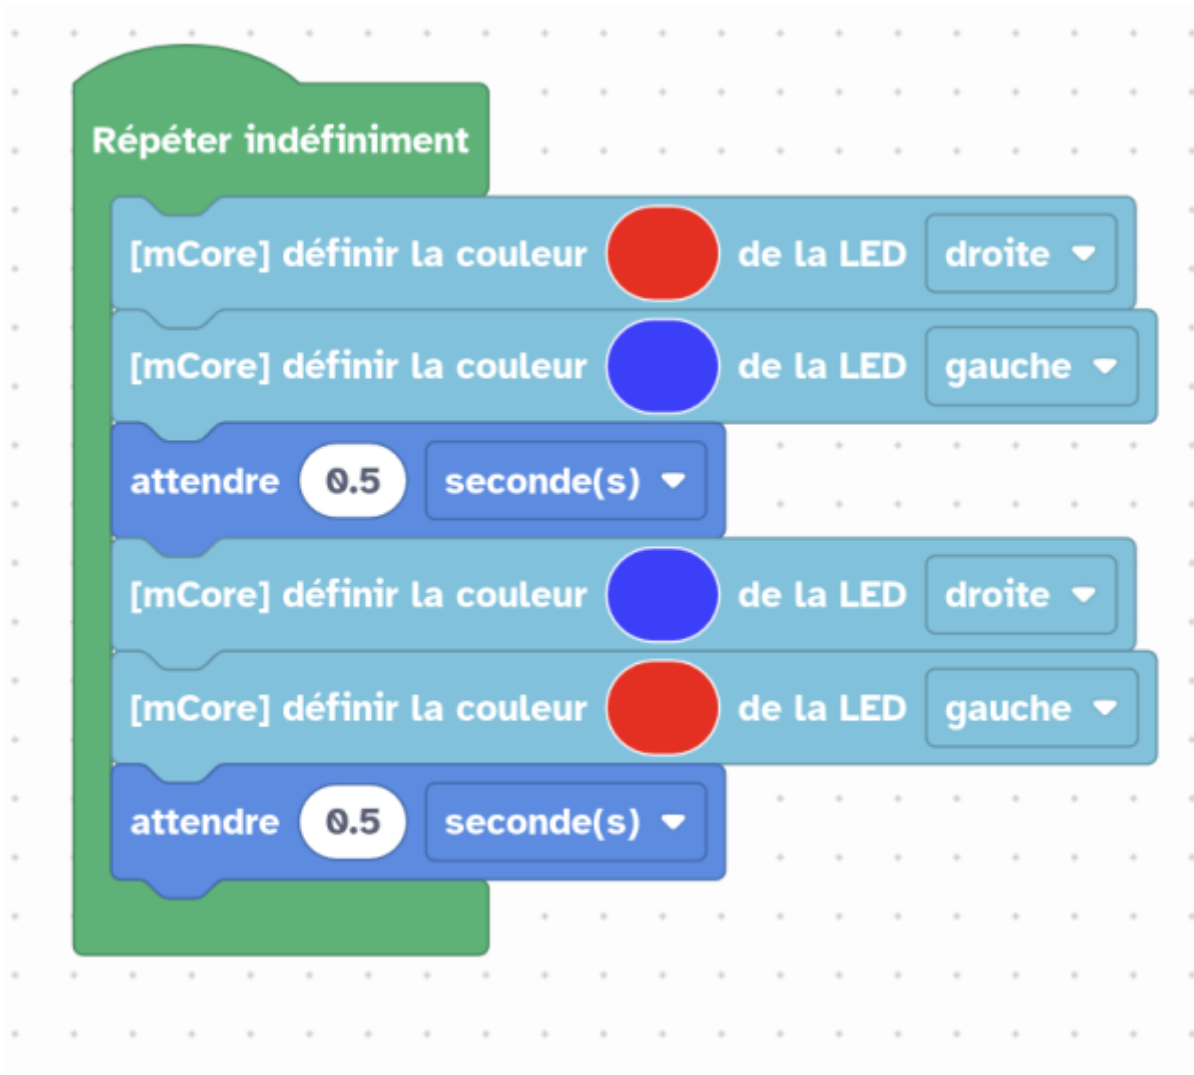 Répéter indéfiniment
[mCore] définir la couleur de la LED droite
[mCore] définir la couleur de la LED gauche
attendre 0.5 seconde(s)
[mCore] définir la couleur de la LED droite
[mCore] définir la couleur de la LED gauche
attendre 0.5 seconde(s)